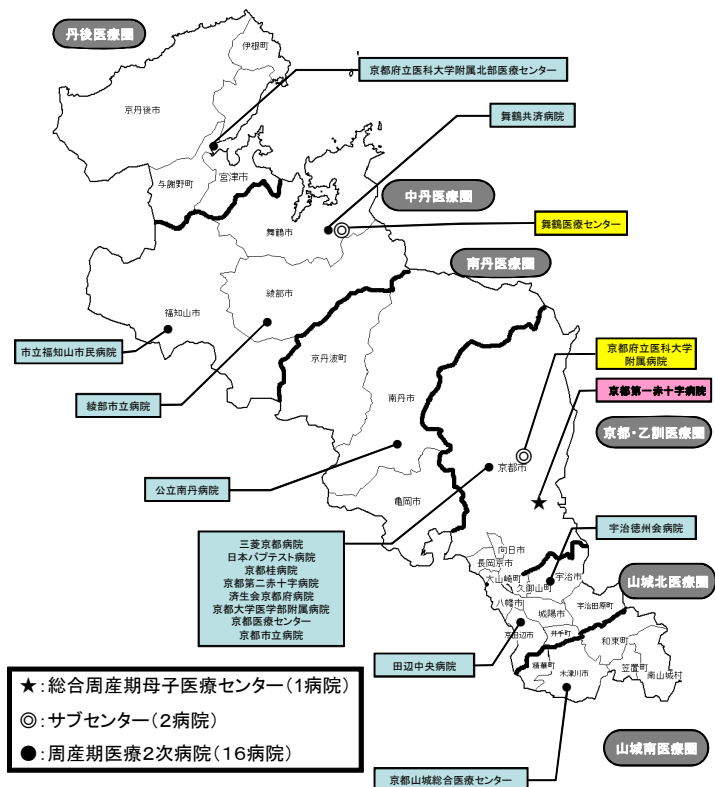 丹後医療圏
伊根町
京都府立医科大学附属北部医療センター
京丹後市
舞鶴共済病院
与謝野町
宮津市
中丹医療圏
舞鶴市
舞鶴医療センター
南丹医療圏
綾部市
福知山市
市立福知山市民病院
京丹波町
京都府立医科大学
附属病院
京都第一赤十字病院
綾部市立病院
南丹市
京都・乙訓医療圏
京都市
公立南丹病院
亀岡市
宇治徳州会病院
三菱京都病院
日本バプテスト病院
京都桂病院
京都第二赤十字病院
済生会京都府病院
京都大学医学部附属病院
京都医療センター
京都市立病院
向日市
長岡京市
大山崎町
宇治市
久御山町
山城北医療圏
八幡市
城陽市
宇治田原町
京田辺市
井手町
和東町
田辺中央病院
精華町
木津川市
笠置町
南山城村
★:総合周産期母子医療センター(1病院)
◎:サブセンター(2病院)
●:周産期医療2次病院(16病院)
山城南医療圏
京都山城総合医療センター